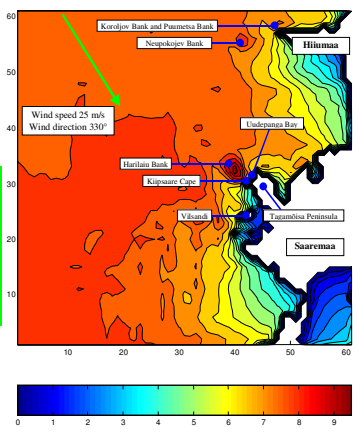 60
Koroljov Bank and Puumetsa Bank
Neupokojev Bank
Hiiumaa
50
Wind speed 25 m/s
Wind direction 330°
40
Uudepanga Bay
Harilaiu Bank
30
Kiipsaare Cape
Vilsandi
Tagamõisa Peninsula
20
Saaremaa
10
10 20 30 40 50 60
0 1 2 3 4 5 6 7 8 9